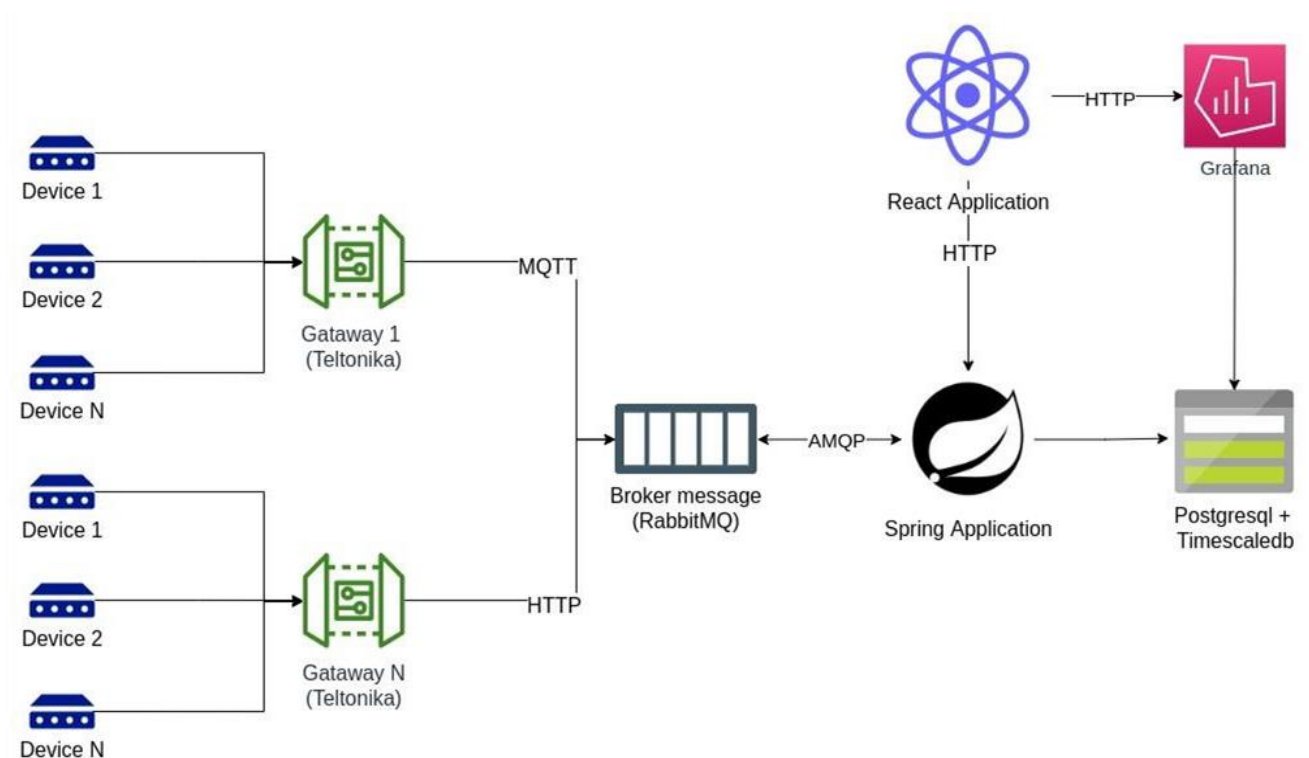 Device 1
Device 2
Device N
Gataway 1
(Teltonika)
MQTT
Device 1
Device 2
Device N
Gataway N
(Teltonika)
HTTP
Broker message
(RabbitMQ)
AMQP
React Application
HTTP
HTTP
Grafana
Spring Application
Postgresql +
Timescaledb